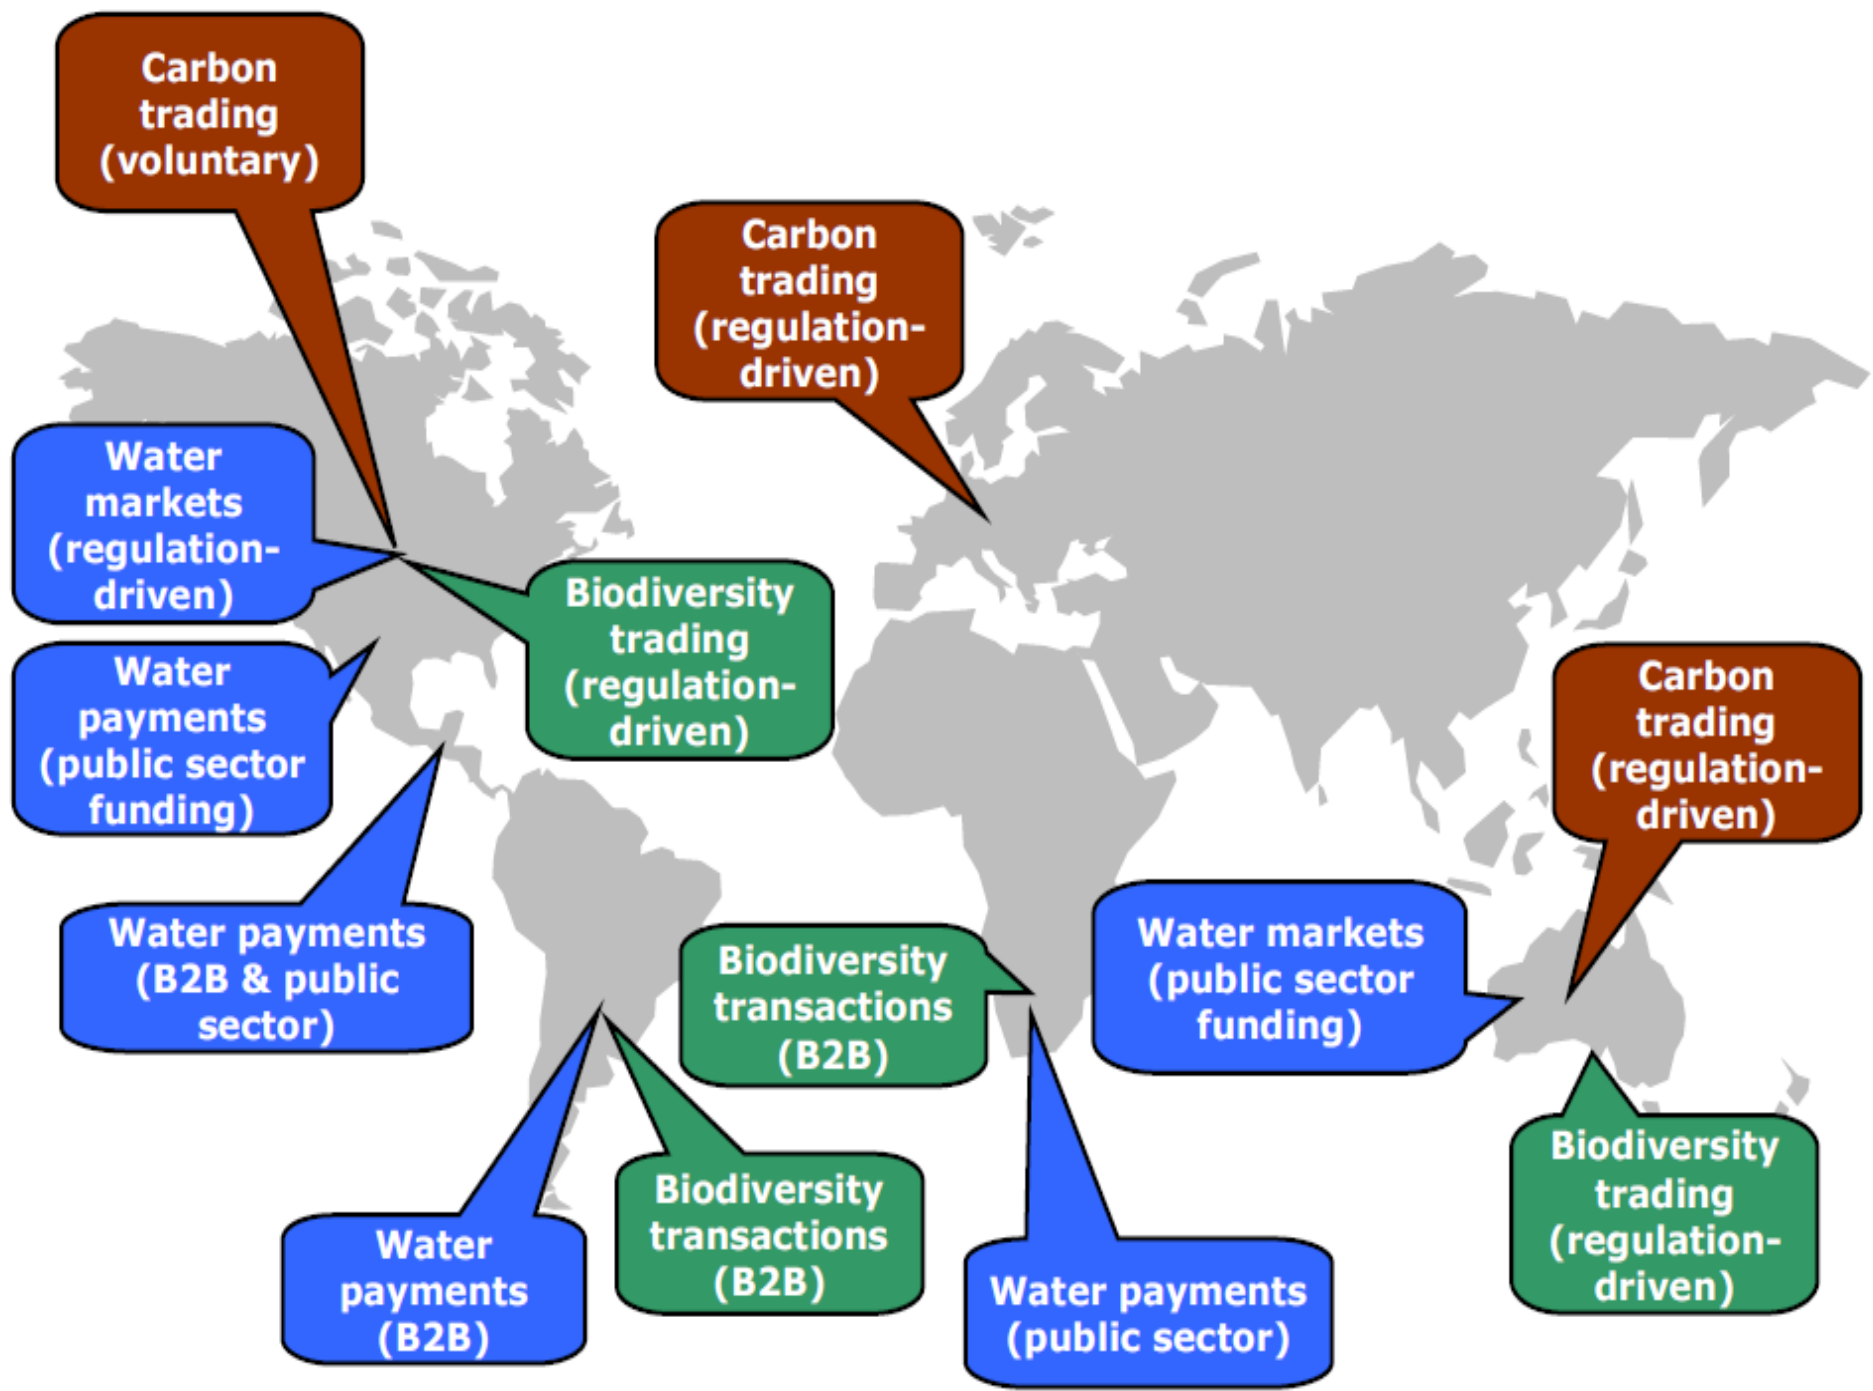 Carbon
trading
(voluntary)
Carbon
trading
(regulation-
driven)
Water
markets
(regulation-
driven)
Biodiversity
trading
(regulation-
driven)
Water
payments
(public sector
funding)
Carbon
trading
(regulation-
driven)
Water payments
(B2B & public
sector)
Biodiversity
transactions
(B2B)
Water markets
(public sector
funding)
Water
payments
(B2B)
Biodiversity
transactions
(B2B)
Water payments
(public sector)
Biodiversity
trading
(regulation-
driven)